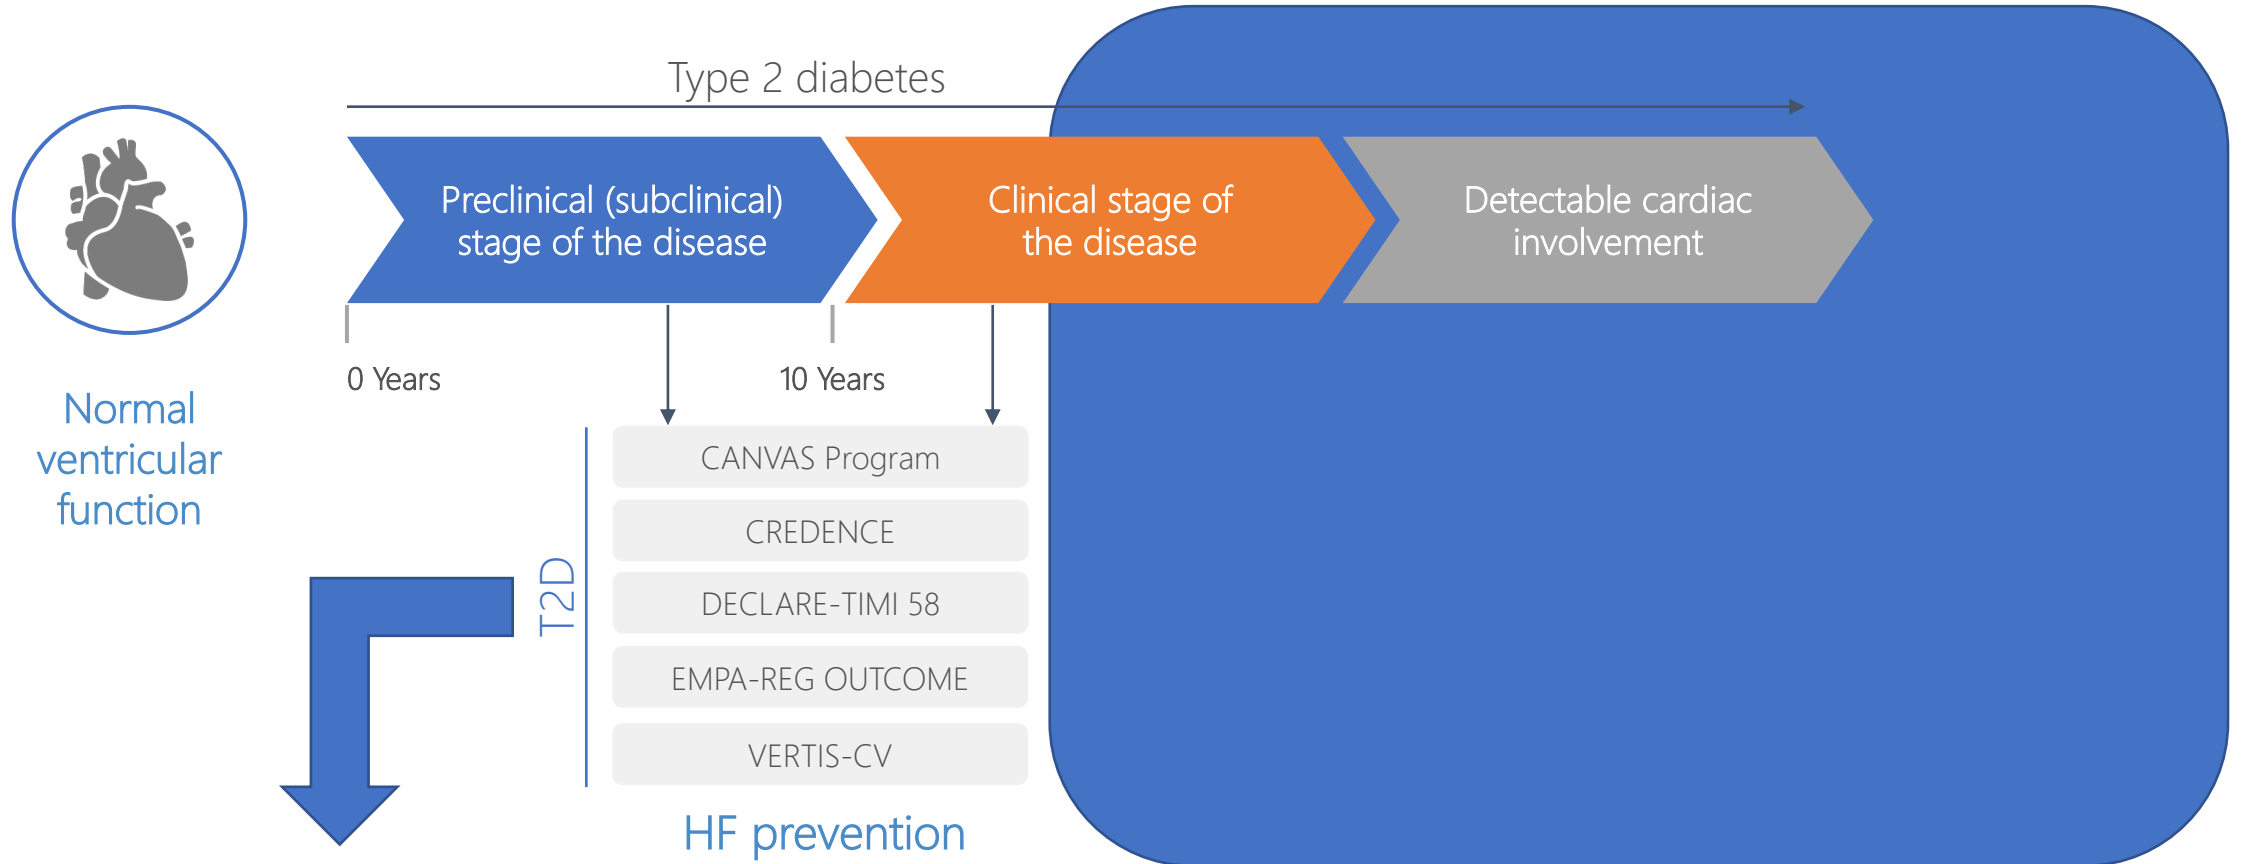 Type 2 diabetes
Preclinical (subclinical)
stage of the disease
Clinical stage of
the disease
Detectable cardiac
involvement
0 Years
10 Years
Normal
ventricular
function
T2D
CANVAS Program
CREDENCE
DECLARE-TIMI 58
EMPA-REG OUTCOME
VERTIS-CV
HF prevention